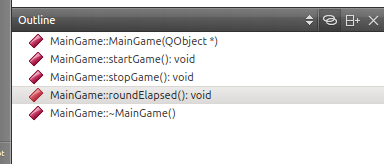 Outline
MainGame::MainGame(QObject *)
MainGame::startGame(): void
MainGame::stopGame(): void
MainGame::roundElapsed(): void
MainGame::~MainGame()